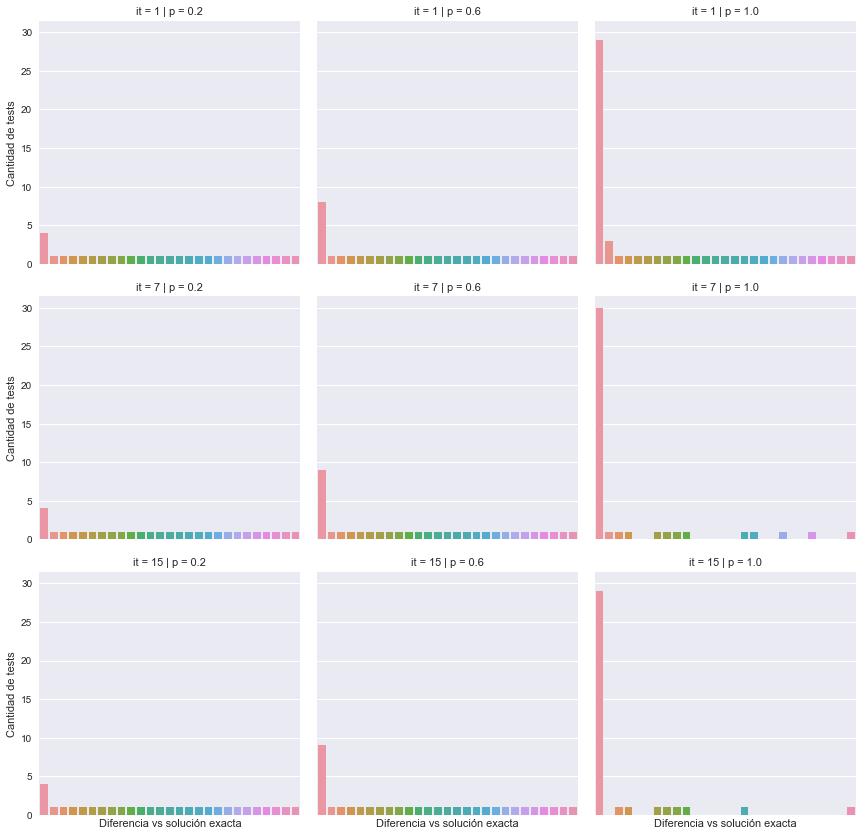 it = 1 | p = 0.2
it = 1 | p = 0.6
it = 1 | p = 1.0
30
25
20
15
10
5
0
Cantidad de tests
it = 7 | p = 0.2
it = 7 | p = 0.6
it = 7 | p = 1.0
30
25
20
15
10
5
0
Cantidad de tests
it = 15 | p = 0.2
it = 15 | p = 0.6
it = 15 | p = 1.0
30
25
20
15
10
5
0
Cantidad de tests
Diferencia vs solución exacta
Diferencia vs solución exacta
Diferencia vs solución exacta